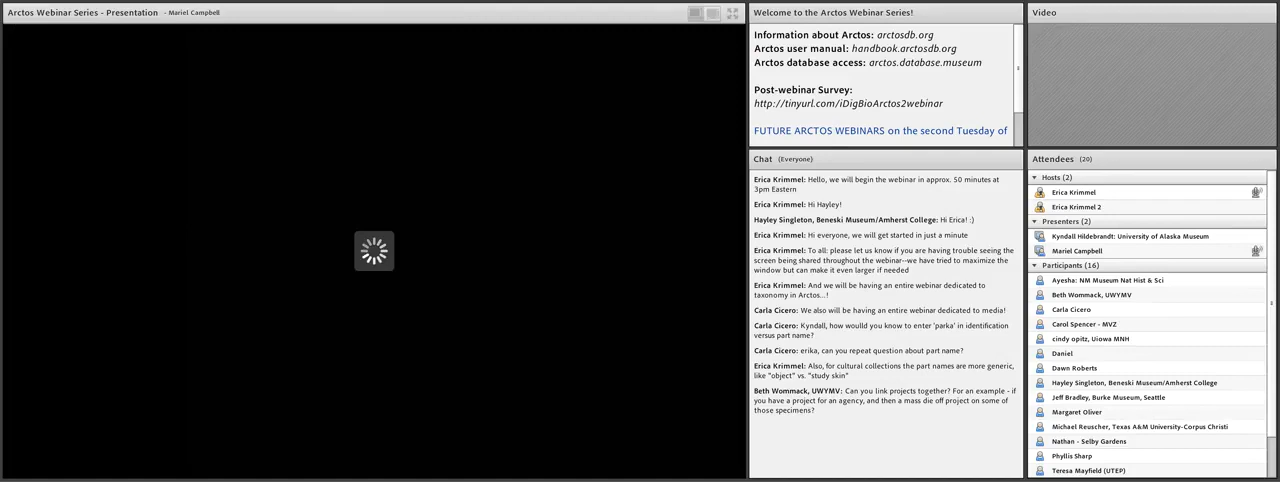 Arctos Webinar Series - Presentation - Mariel Campbell
Welcome to the Arctos Webinar Series!
Information about Arctos: arctosdb.org
Arctos user manual: handbook.arctosdb.org
Arctos database access: arctos.database.museum
Post-webinar Survey:
http://tinyurl.com/iDigBioArctos2webinar
FUTURE ARCTOS WEBINARS on the second Tuesday of
Chat (Everyone)
Erica Krimmel: Hello, we will begin the webinar in approx. 50 minutes at
3pm Eastern
Erica Krimmel: Hi Hayley!
Hayley Singleton, Beneski Museum/Amherst College: Hi Erica! :)
Erica Krimmel: Hi everyone, we will get started in just a minute
Erica Krimmel: To all: please let us know if you are having trouble seeing the
screen being shared throughout the webinar--we have tried to maximize the
window but can make it even larger if needed
Erica Krimmel: And we will be having an entire webinar dedicated to
taxonomy in Arctos...!
Carla Cicero: We also will be having an entire webinar dedicated to media!
Carla Cicero: Kyndall, how wouldl you know to enter 'parka' in identification
versus part name?
Carla Cicero: erika, can you repeat question about part name?
Erica Krimmel: Also, for cultural collections the part names are more generic,
like "object" vs. "study skin"
Beth Wommack, UWYMV: Can you link projects together? For an example - if
you have a project for an agency, and then a mass die off project on some of
those specimens?
Video
Attendees (20)
Hosts (2)
Erica Krimmel
Erica Krimmel 2
Presenters (2)
Kyndall Hildebrandt: University of Alaska Museum
Mariel Campbell
Participants (16)
Ayesha: NM Museum Nat Hist & Sci
Beth Wommack, UWYMV
Carla Cicero
Carol Spencer - MVZ
cindy opitz, UIowa MNH
Daniel
Dawn Roberts
Hayley Singleton, Beneski Museum/Amherst College
Jeff Bradley, Burke Museum, Seattle
Margaret Oliver
Michael Reuscher, Texas A&M University-Corpus Christi
Nathan - Selby Gardens
Phyllis Sharp
Teresa Mayfield (UTEP)